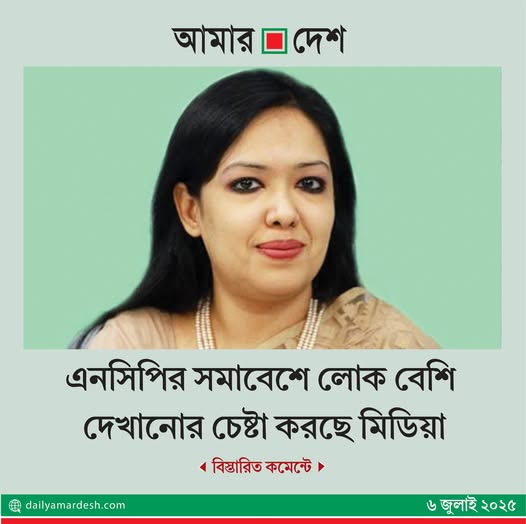 আমার দেশ
এনসিপির সমাবেশে লোক বেশি
দেখানোর চেষ্টা করছে মিডিয়া
বিস্তারিত কমেন্টে
dailyamardesh.com
৬ জুলাই ২০২৫